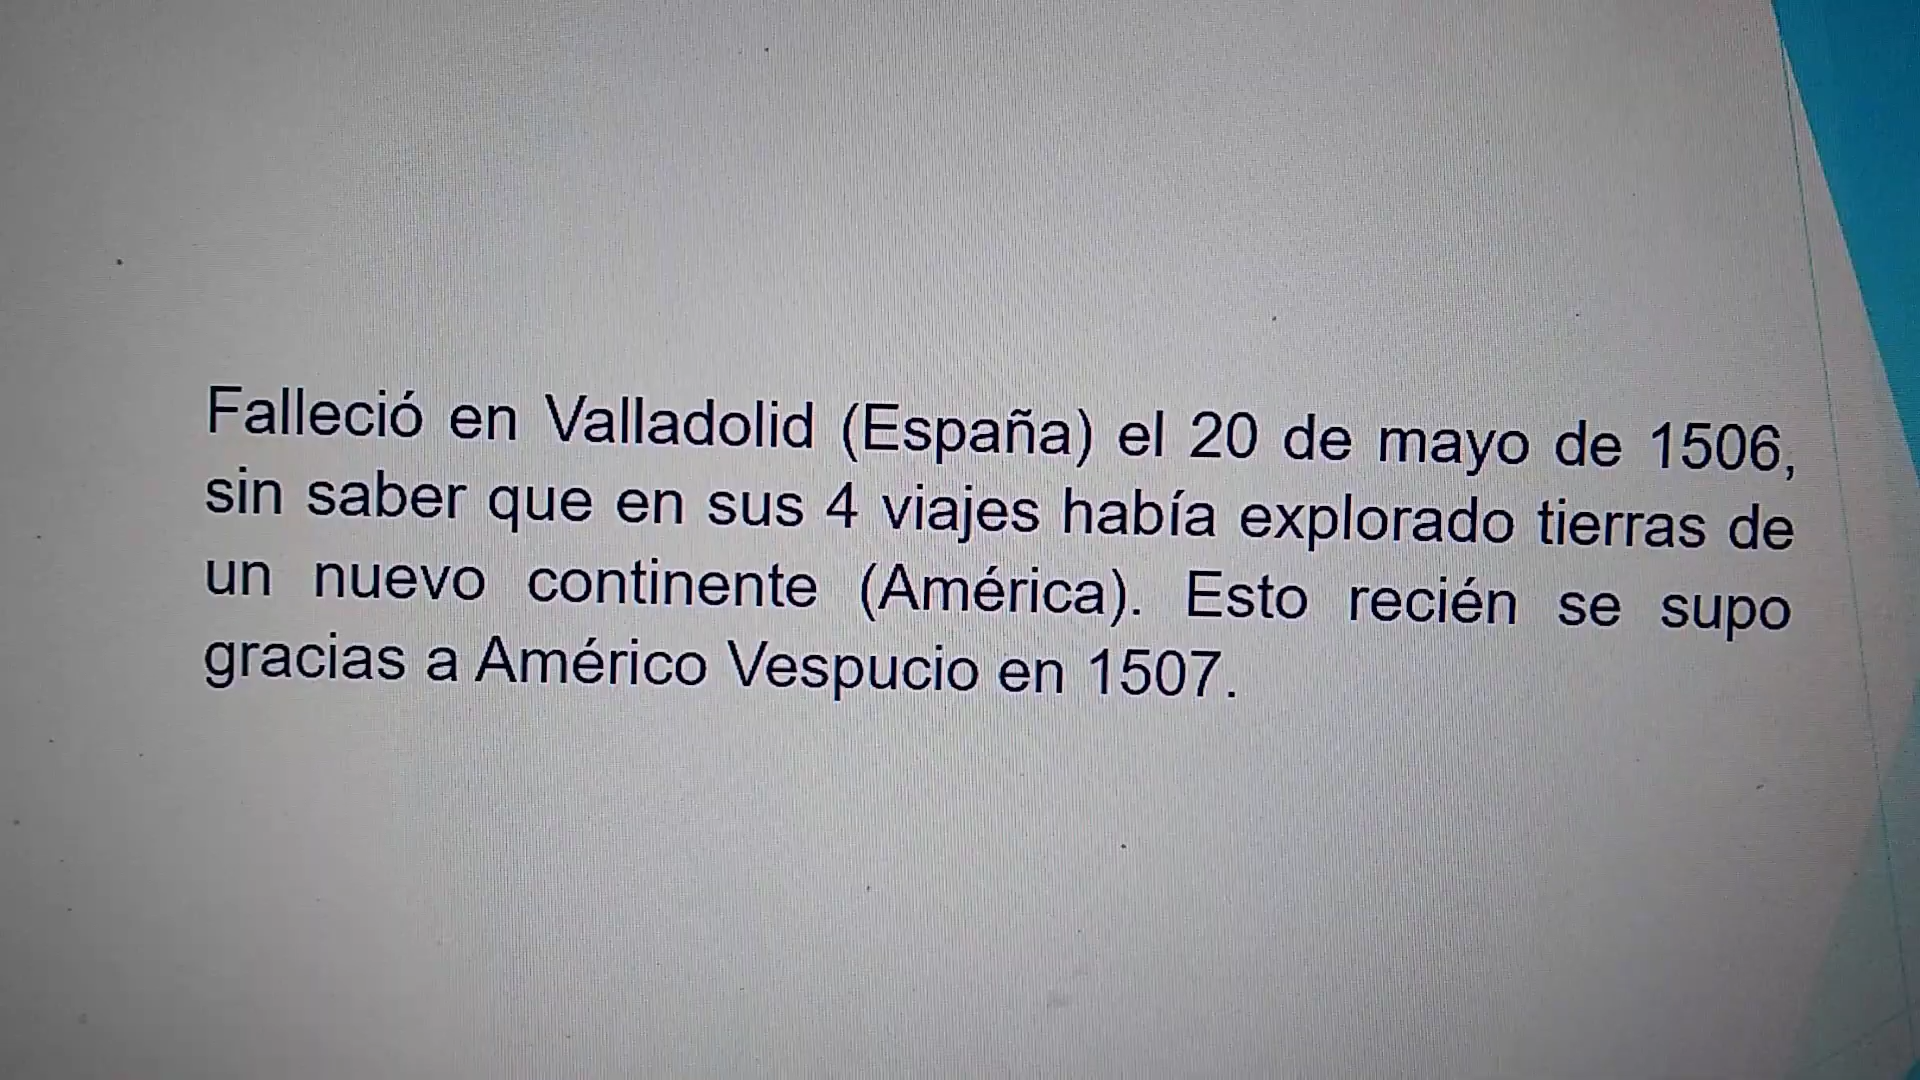 Falleció en Valladolid (España) el 20 de mayo de 1506,
sin saber que en sus 4 viajes había explorado tierras de
un nuevo continente (América). Esto recién se supo
gracias a Américo Vespucio en 1507.